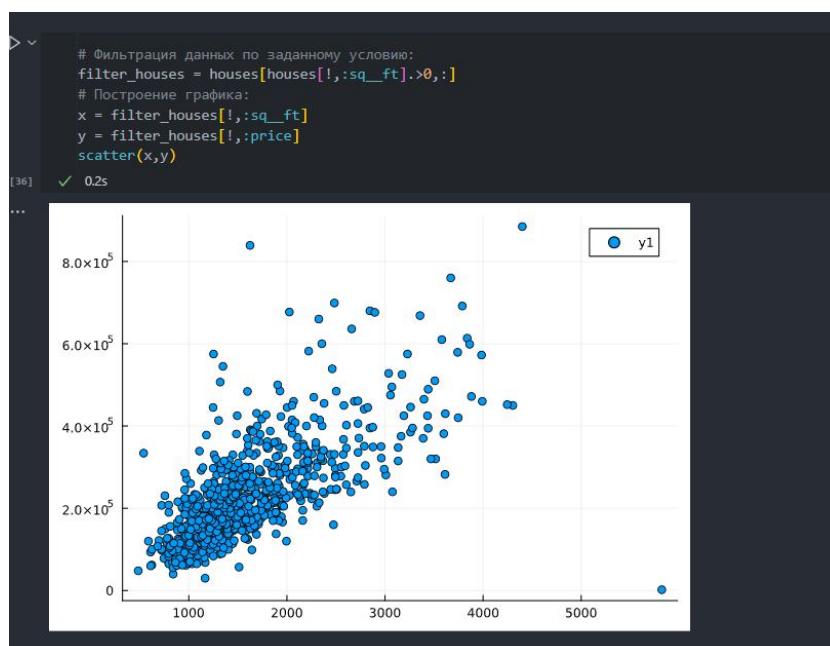 # Фильтрация данных по заданному условию:
filter_houses = houses[houses[!,:sq__ft].>0,:]
# Построение графика:
x = filter_houses[!,:sq__ft]
y = filter_houses[!,:price]
scatter(x,y)
[36]
0.2s
...
y1
8.0×10⁵
6.0×10⁵
4.0×10⁵
2.0×10⁵
0
1000 2000 3000 4000 5000